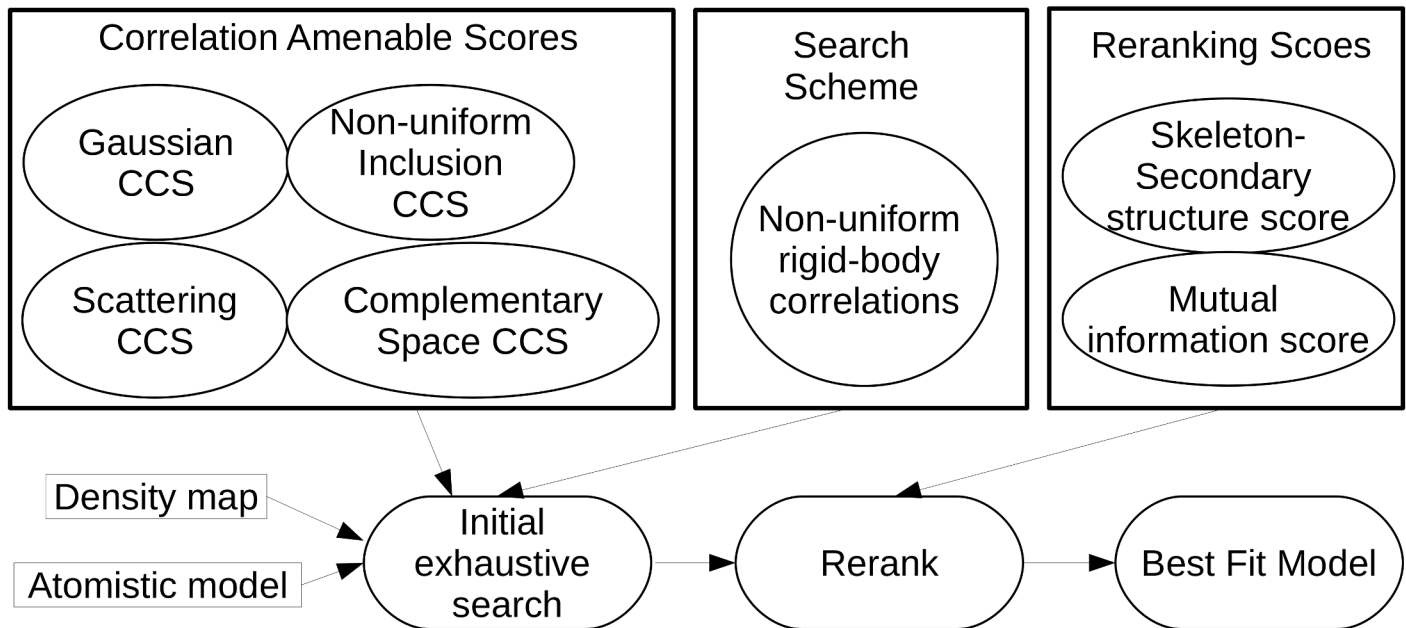 Correlation Amenable Scores
Gaussian
CCS
Non-uniform
Inclusion
CCS
Scattering
CCS
Complementary
Space CCS
Search
Scheme
Non-uniform
rigid-body
correlations
Reranking Scoes
Skeleton-
Secondary
structure score
Mutual
information score
Density map
Atomistic model
Initial
exhaustive
search
Rerank
Best Fit Model